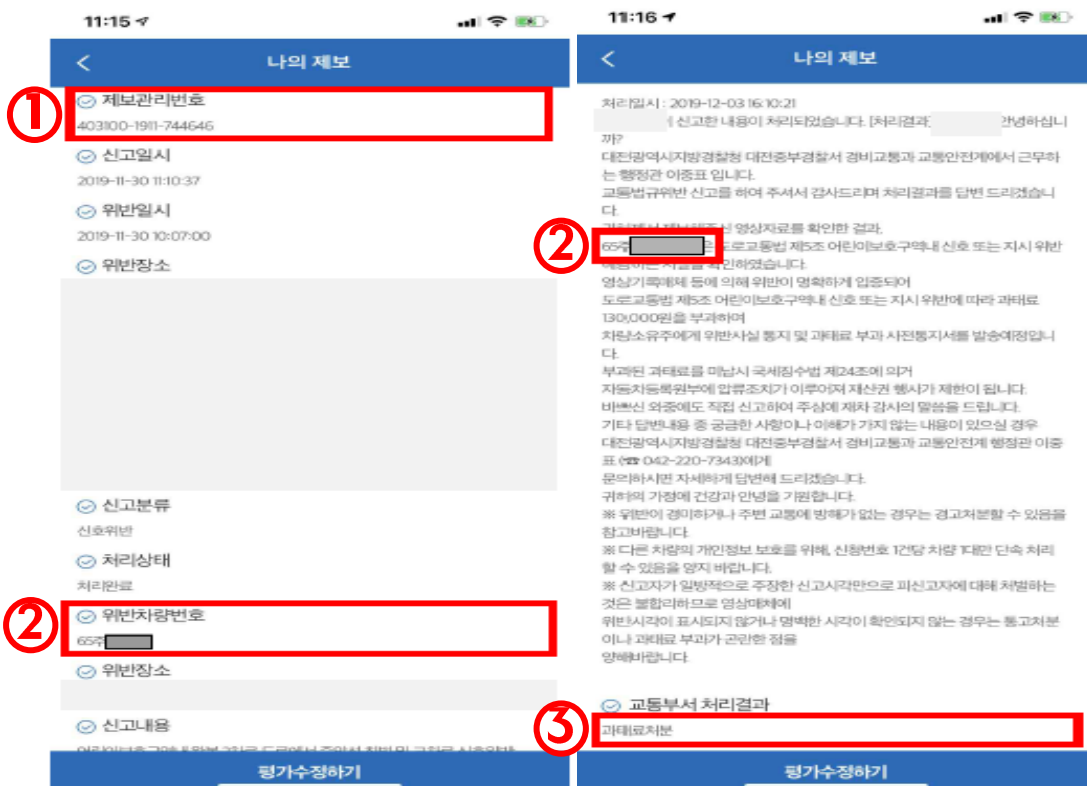 11:15
나의 제보
①
제보관리번호
403100-1911-744646
신고일시
2019-11-30 11:10:37
위반일시
2019-11-30 10:07:00
위반장소
신고분류
신호위반
처리상태
처리완료
②
위반차량번호
65주
위반장소
신고내용
평가수정하기
11:16
나의 제보
처리일시 : 2019-12-03 16:10:21
신고한 내용이 처리되었습니다. [처리결과] 안녕하십니
까?
대전광역시지방경찰청 대전중부경찰서 경비교통과 교통안전계에서 근무하
는 행정관 이중표 입니다.
교통법규위반 신고를 하여 주셔서 감사드리며 처리결과를 답변 드리겠습니
다.
영상자료를 확인한 결과,
②
65주 은 도로교통법 제5조 어린이보호구역내 신호 또는 지시 위반
확인하였습니다.
영상기록매체 등에 의해 위반이 명확하게 입증되어
도로교통법 제5조 어린이보호구역내 신호 또는 지시 위반에 따라 과태료
130,000원을 부과하며
차량소유주에게 위반사실 통지 및 과태료 부과 사전통지서를 발송예정입니
다.
부과된 과태료를 미납시 국세징수법 제24조에 의거
자동차등록원부에 압류조치가 이루어져 재산권 행사가 제한이 됩니다.
바쁘신 와중에도 직접 신고하여 주심에 재차 감사의 말씀을 드립니다.
기타 답변내용 중 궁금한 사항이나 이해가 가지 않는 내용이 있으실 경우
대전광역시지방경찰청 대전중부경찰서 경비교통과 교통안전계 행정관 이중
표 (☎ 042-220-7343)에게
문의하시면 자세하게 답변해 드리겠습니다.
귀하의 가정에 건강과 안녕을 기원합니다.
※ 위반이 경미하거나 주변 교통에 방해가 없는 경우는 경고처분할 수 있음을
참고바랍니다.
※ 다른 차량의 개인정보 보호를 위해, 신청번호 1건당 차량 1대만 단속 처리
할 수 있음을 양지 바랍니다.
※ 신고자가 일방적으로 주장한 신고시각만으로 피신고자에 대해 처벌하는
것은 불합리하므로 영상매체에
위반시각이 표시되지 않거나 명백한 시각이 확인되지 않는 경우는 통고처분
이나 과태료 부과가 곤란한 점을
양해바랍니다.
교통부서 처리결과
③
과태료처분
평가수정하기